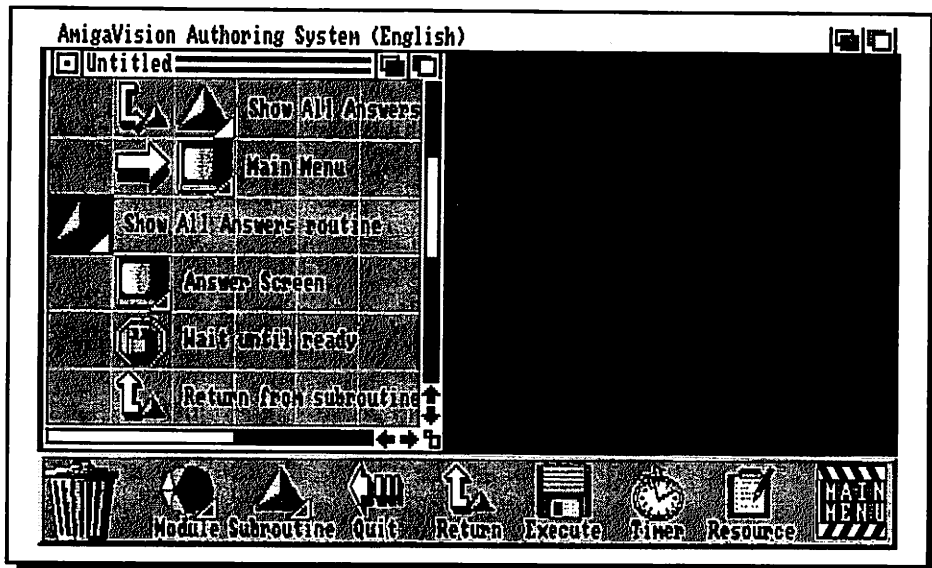 AmigaVision Authoring System (English)
Untitled
Show All Answers
Main Menu
Show All Answers routine
Answer Screen
Wait until ready
Return from subroutine
Module Subroutine Quit Return Execute Timer Resource
MAIN
MENU